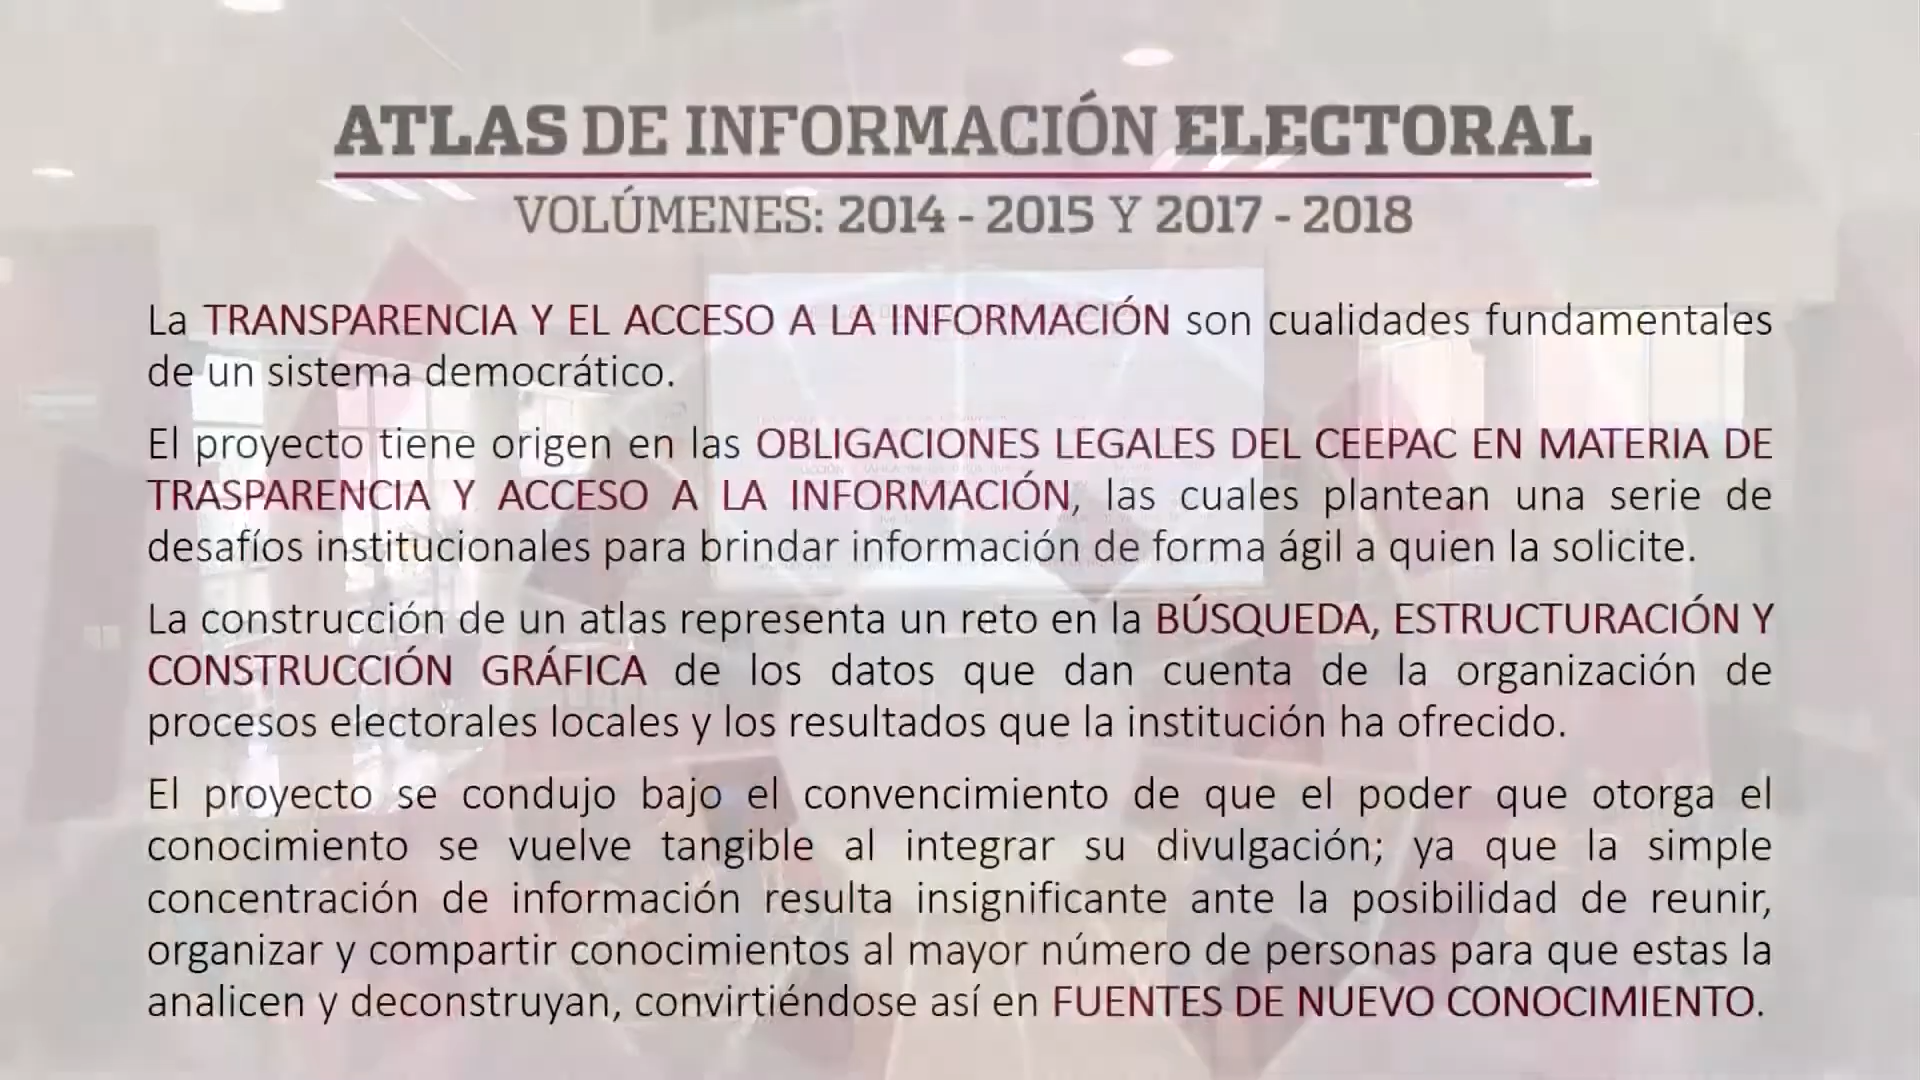 ATLAS DE INFORMACIÓN ELECTORAL
VOLÚMENES: 2014 - 2015 Y 2017 - 2018
La TRANSPARENCIA Y EL ACCESO A LA INFORMACIÓN son cualidades fundamentales
de un sistema democrático.
El proyecto tiene origen en las OBLIGACIONES LEGALES DEL CEEPAC EN MATERIA DE
TRASPARENCIA Y ACCESO A LA INFORMACIÓN, las cuales plantean una serie de
desafíos institucionales para brindar información de forma ágil a quien la solicite.
La construcción de un atlas representa un reto en la BÚSQUEDA, ESTRUCTURACIÓN Y
CONSTRUCCIÓN GRÁFICA de los datos que dan cuenta de la organización de
procesos electorales locales y los resultados que la institución ha ofrecido.
El proyecto se condujo bajo el convencimiento de que el poder que otorga el
conocimiento se vuelve tangible al integrar su divulgación; ya que la simple
concentración de información resulta insignificante ante la posibilidad de reunir,
organizar y compartir conocimientos al mayor número de personas para que estas la
analicen y deconstruyan, convirtiéndose así en FUENTES DE NUEVO CONOCIMIENTO.